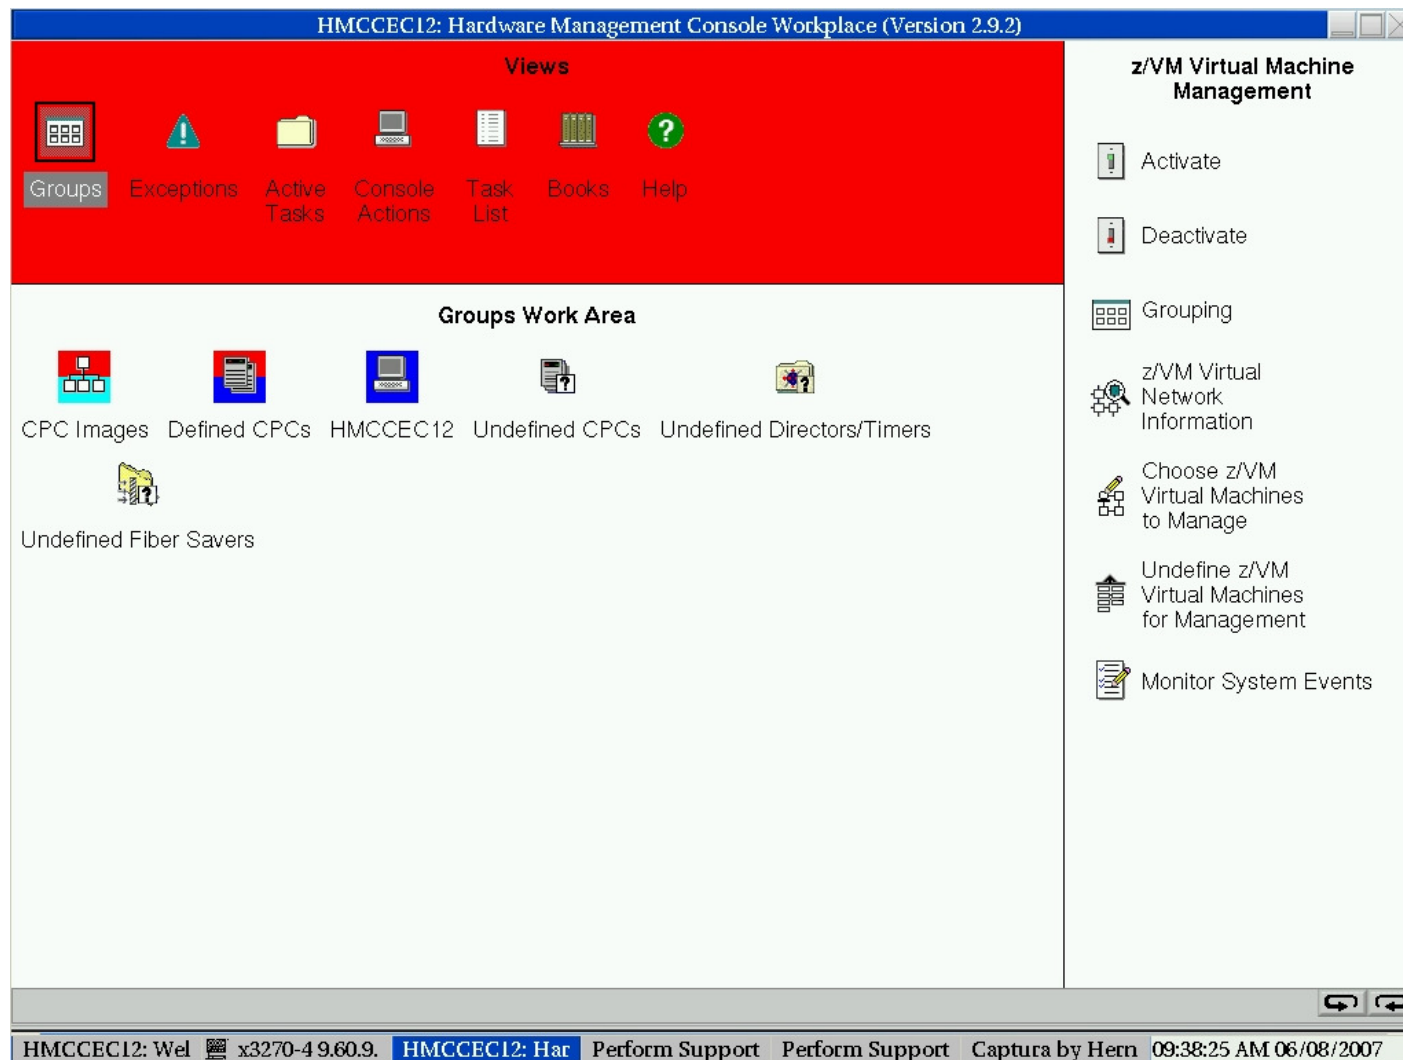 HMCCEC12: Hardware Management Console Workplace (Version 2.9.2)
Views
Groups
Exceptions
Active
Tasks
Console
Actions
Task
List
Books
Help
Groups Work Area
CPC Images
Defined CPCs
HMCCEC12
Undefined CPCs
Undefined Directors/Timers
Undefined Fiber Savers
z/VM Virtual Machine
Management
Activate
Deactivate
Grouping
z/VM Virtual
Network
Information
Choose z/VM
Virtual Machines
to Manage
Undefine z/VM
Virtual Machines
for Management
Monitor System Events
HMCCEC12: Wel
x3270-4 9.60.9.
HMCCEC12: Har
Perform Support
Perform Support
Captura by Hern
09:38:25 AM 06/08/2007